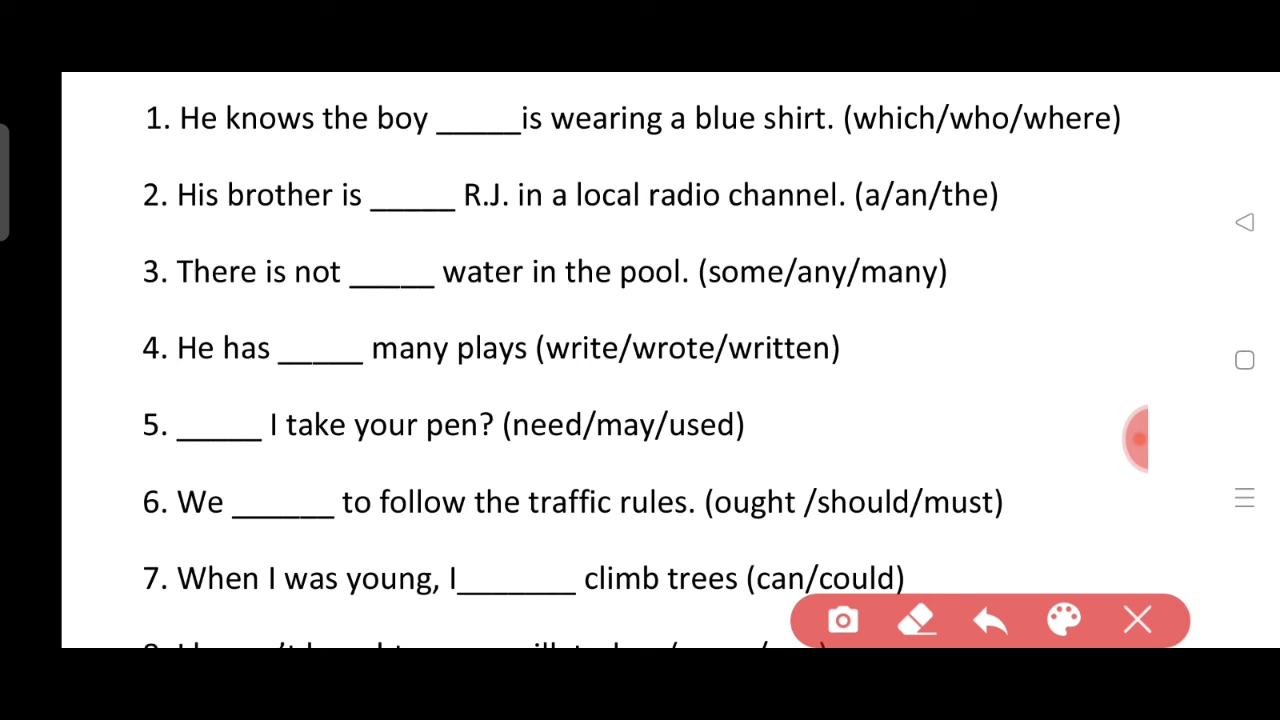 1. He knows the boy _____is wearing a blue shirt. (which/who/where)
2. His brother is _____ R.J. in a local radio channel. (a/an/the)
3. There is not _____ water in the pool. (some/any/many)
4. He has _____ many plays (write/wrote/written)
5. _____ I take your pen? (need/may/used)
6. We ______ to follow the traffic rules. (ought /should/must)
7. When I was young, I_______ climb trees (can/could)